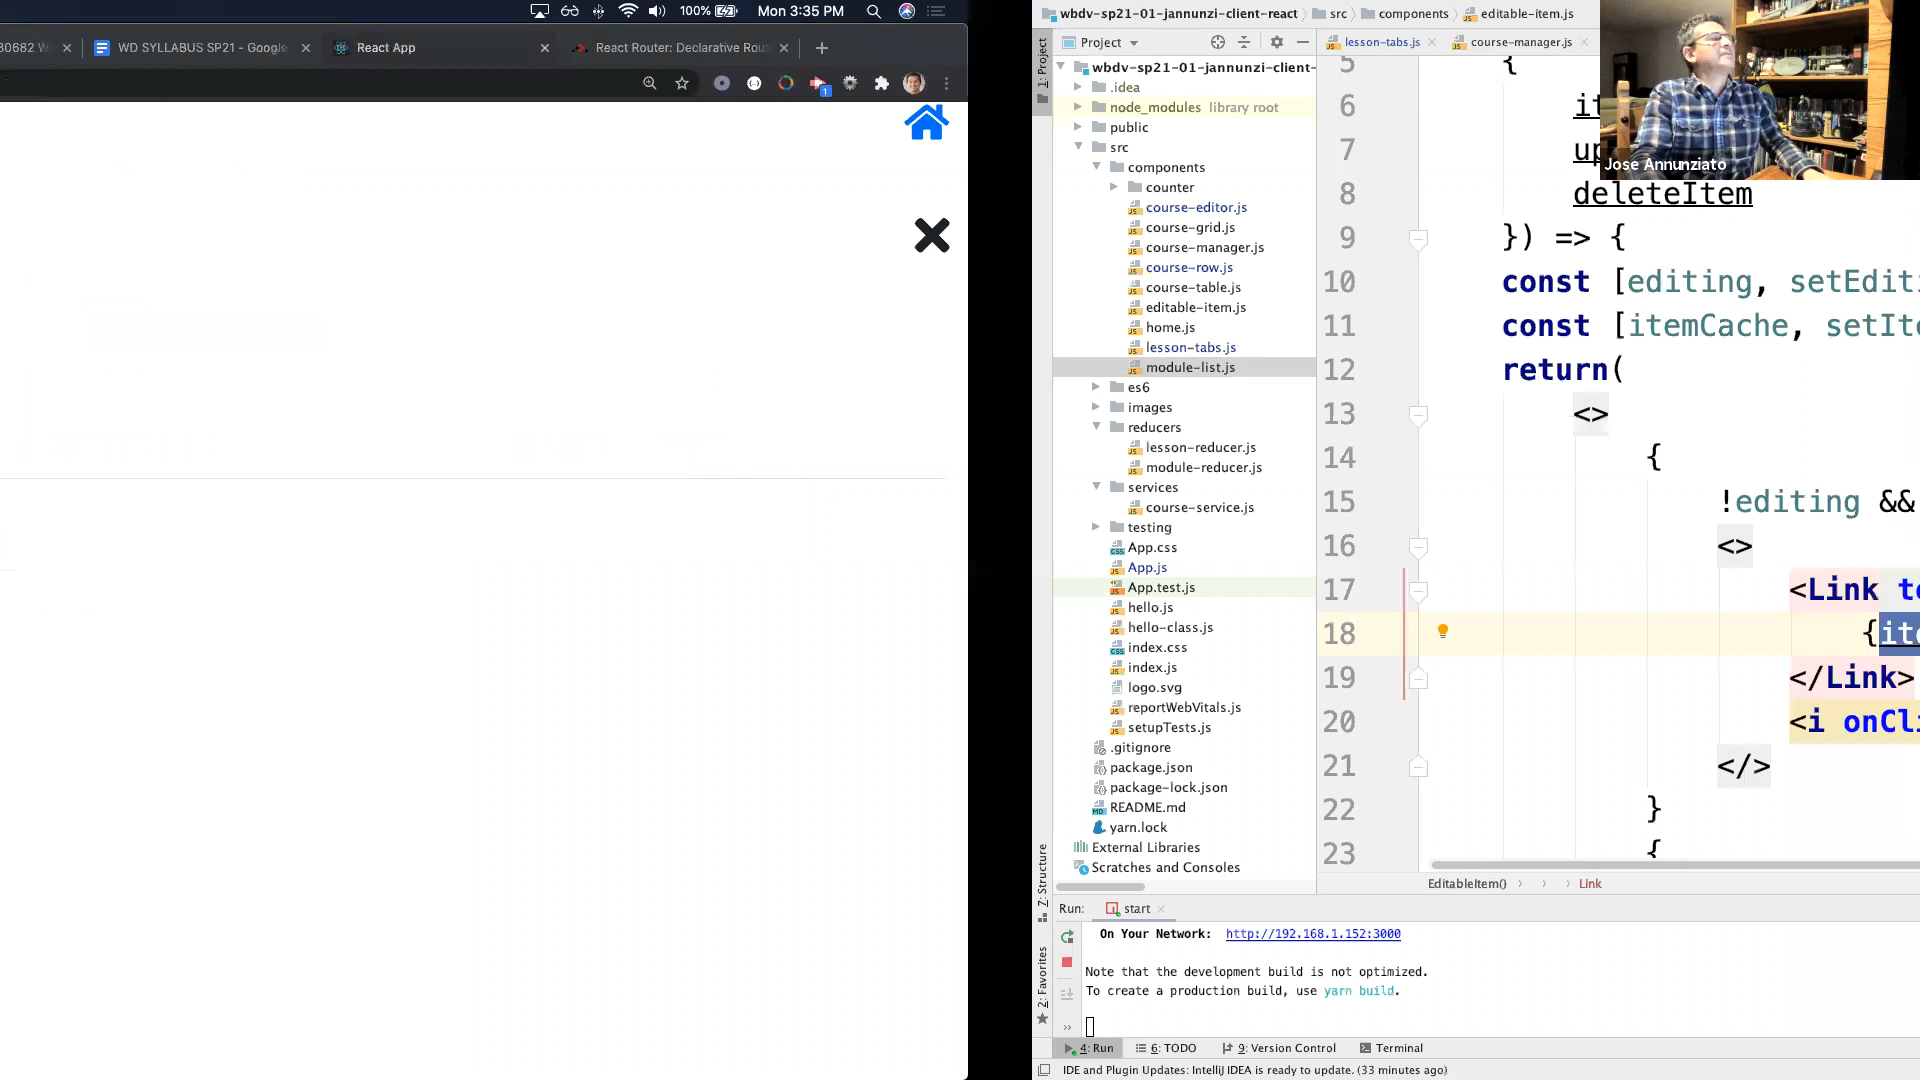 100%
Mon 3:35 PM
30682 W
WD SYLLABUS SP21 - Google
React App
React Router: Declarative Rou
1
wbdv-sp21-01-jannunzi-client-react
src
components
editable-item.js
Project
lesson-tabs.js
course-manager.js
1: Project
wbdv-sp21-01-jannunzi-client-
.idea
node_modules library root
public
src
components
counter
course-editor.js
course-grid.js
course-manager.js
course-row.js
course-table.js
editable-item.js
home.js
lesson-tabs.js
module-list.js
es6
images
reducers
lesson-reducer.js
module-reducer.js
services
course-service.js
testing
App.css
App.js
App.test.js
hello.js
hello-class.js
index.css
index.js
logo.svg
reportWebVitals.js
setupTests.js
.gitignore
package.json
package-lock.json
README.md
yarn.lock
External Libraries
Scratches and Consoles
7: Structure
2: Favorites
5 {
6 it
7 up
8 deleteItem
9 }) => {
10 const [editing, setEditi
11 const [itemCache, setIte
12 return(
13 <>
14 {
15 !editing &&
16 <>
17 <Link to
18 {ite
19 </Link>
20 <i onCli
21 </>
22 }
23 {
Jose Annunziato
EditableItem()
Link
Run:
start
On Your Network: http://192.168.1.152:3000
Note that the development build is not optimized.
To create a production build, use yarn build.
4: Run
6: TODO
9: Version Control
Terminal
IDE and Plugin Updates: IntelliJ IDEA is ready to update. (33 minutes ago)